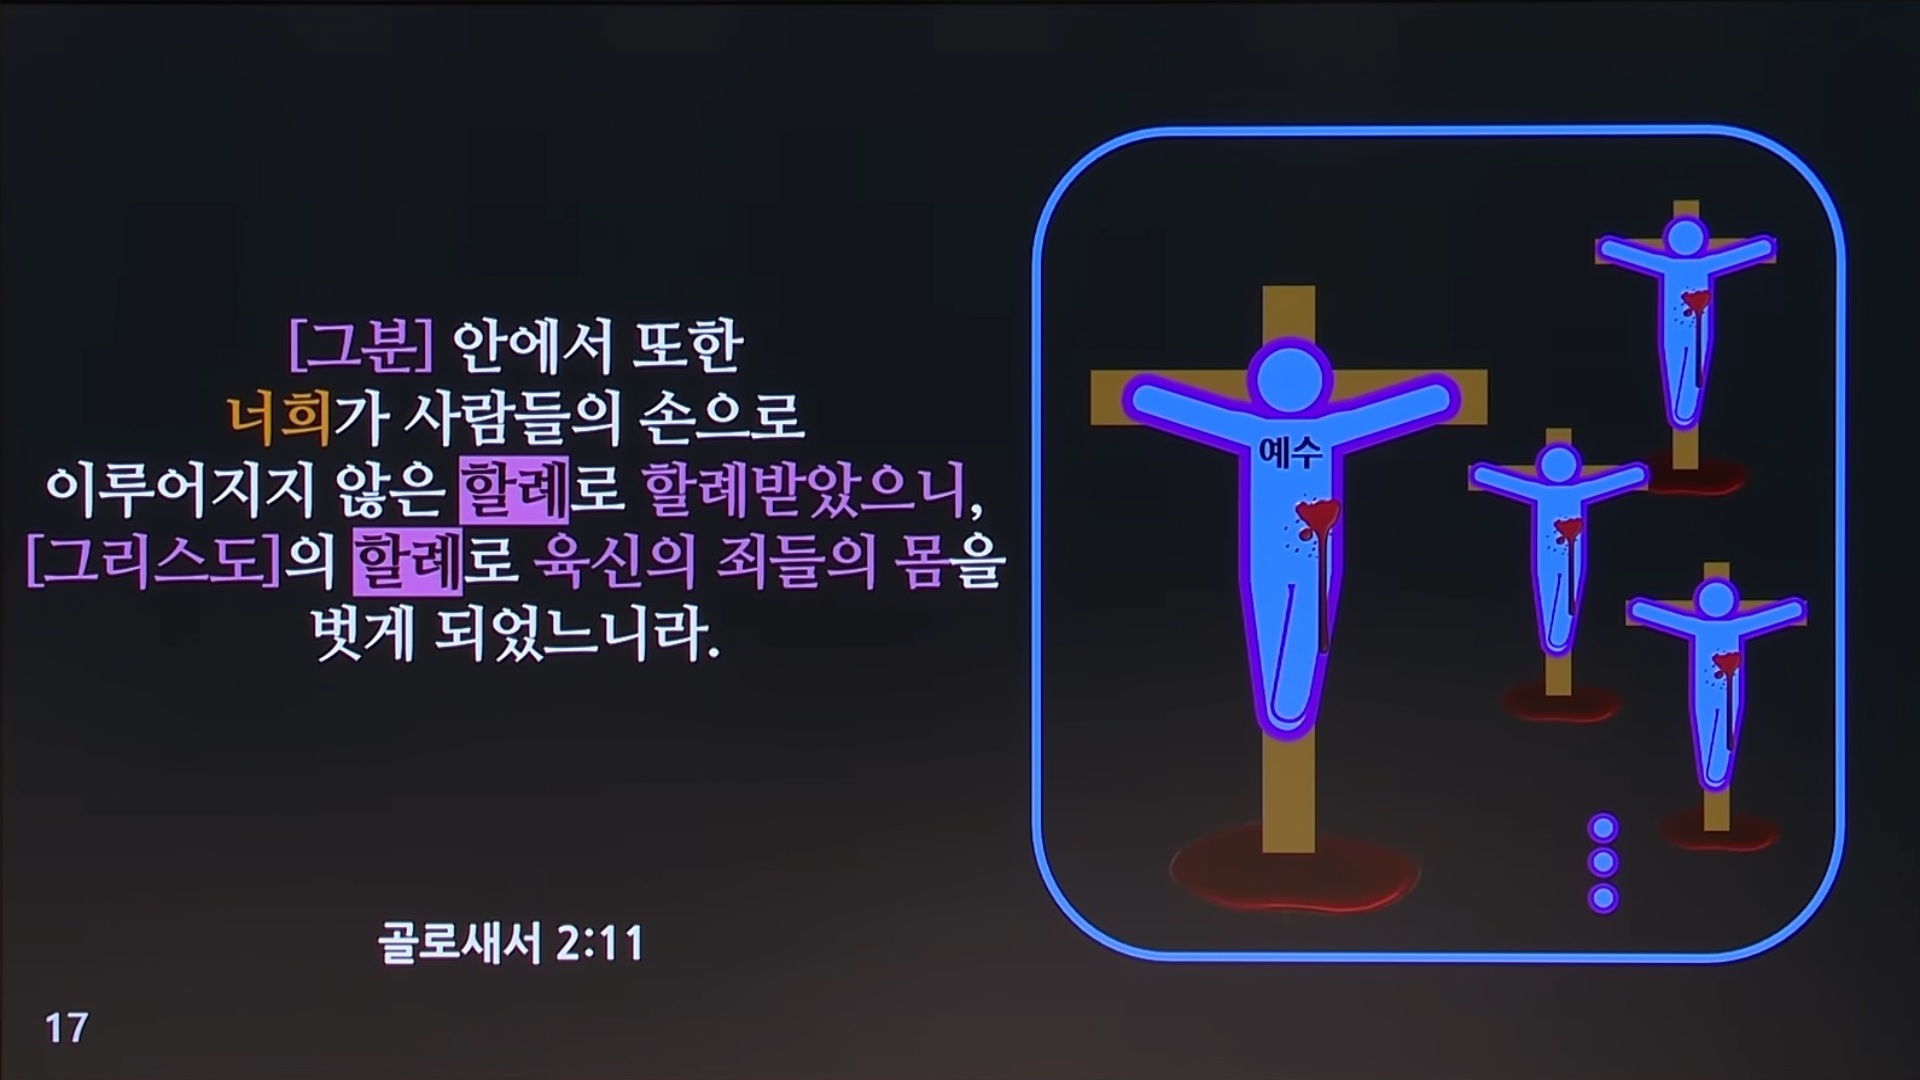 [그분] 안에서 또한
너희가 사람들의 손으로
이루어지지 않은 할례로 할례받았으니,
[그리스도]의 할례로 육신의 죄들의 몸을
벗게 되었느니라.
골로새서 2:11
17
예수